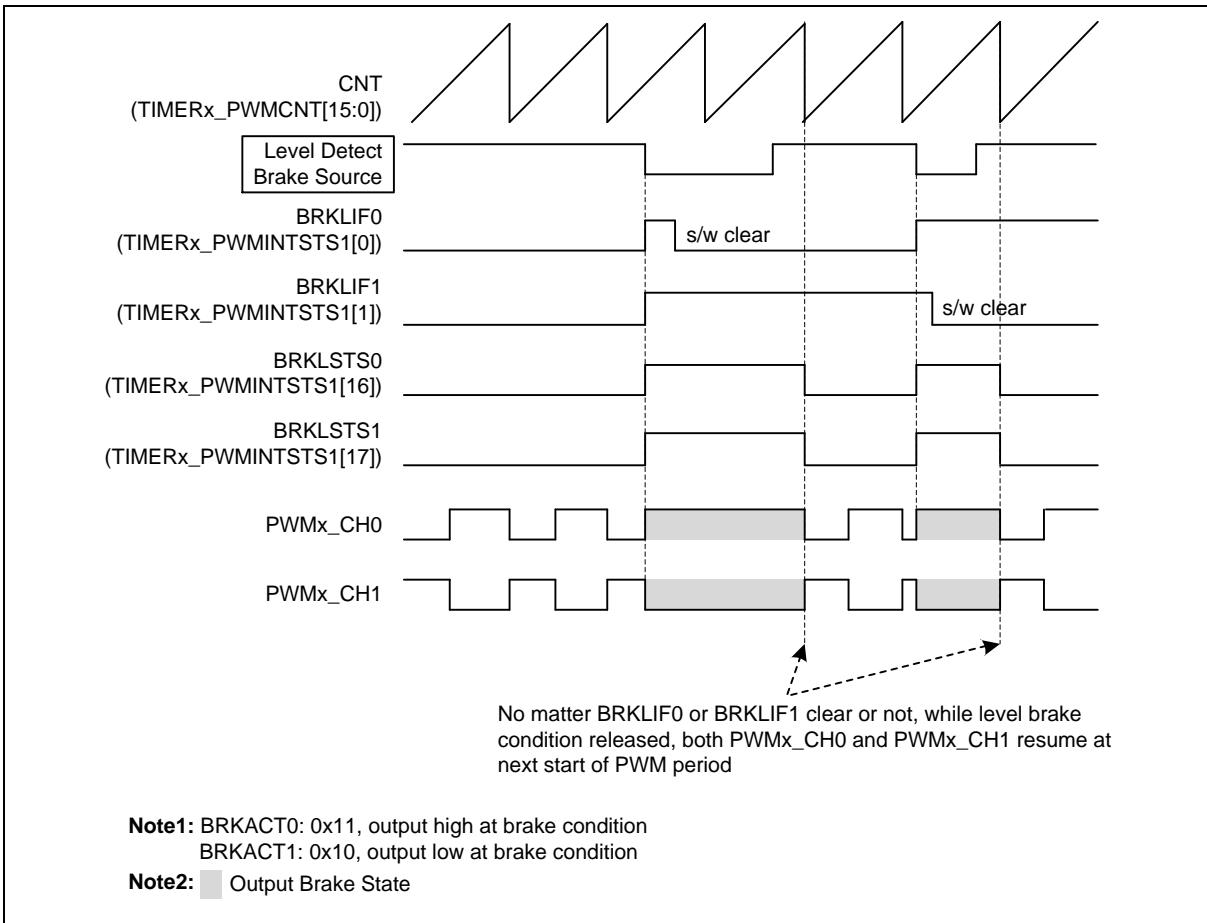 CNT
(TIMERx_PWMCNT[15:0])
Level Detect
Brake Source
BRKLIF0
(TIMERx_PWMINTSTS1[0])
s/w clear
BRKLIF1
(TIMERx_PWMINTSTS1[1])
s/w clear
BRKLSTS0
(TIMERx_PWMINTSTS1[16])
BRKLSTS1
(TIMERx_PWMINTSTS1[17])
PWMx_CH0
PWMx_CH1
No matter BRKLIF0 or BRKLIF1 clear or not, while level brake
condition released, both PWMx_CH0 and PWMx_CH1 resume at
next start of PWM period
Note1: BRKACT0: 0x11, output high at brake condition
BRKACT1: 0x10, output low at brake condition
Note2: Output Brake State